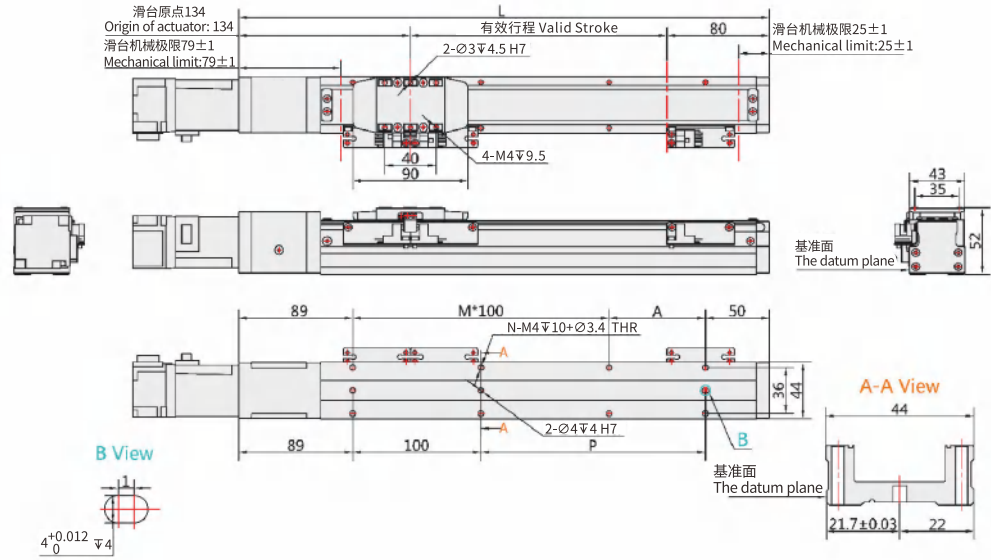 滑台原点134
Origin of actuator: 134
L
有效行程 Valid Stroke
80
滑台机械极限25±1
Mechanical limit:25±1
滑台机械极限79±1
Mechanical limit:79±1
2-∅3↧4.5 H7
4-M4↧9.5
40
90
43
35
52
基准面
The datum plane
89
M*100
A
50
N-M4↧10+∅3.4 THR
A
36
44
2-∅4↧4 H7
A
B
89
100
P
A-A View
44
基准面
The datum plane
21.7±0.03
22
B View
1
4+0.012 ↧4
0